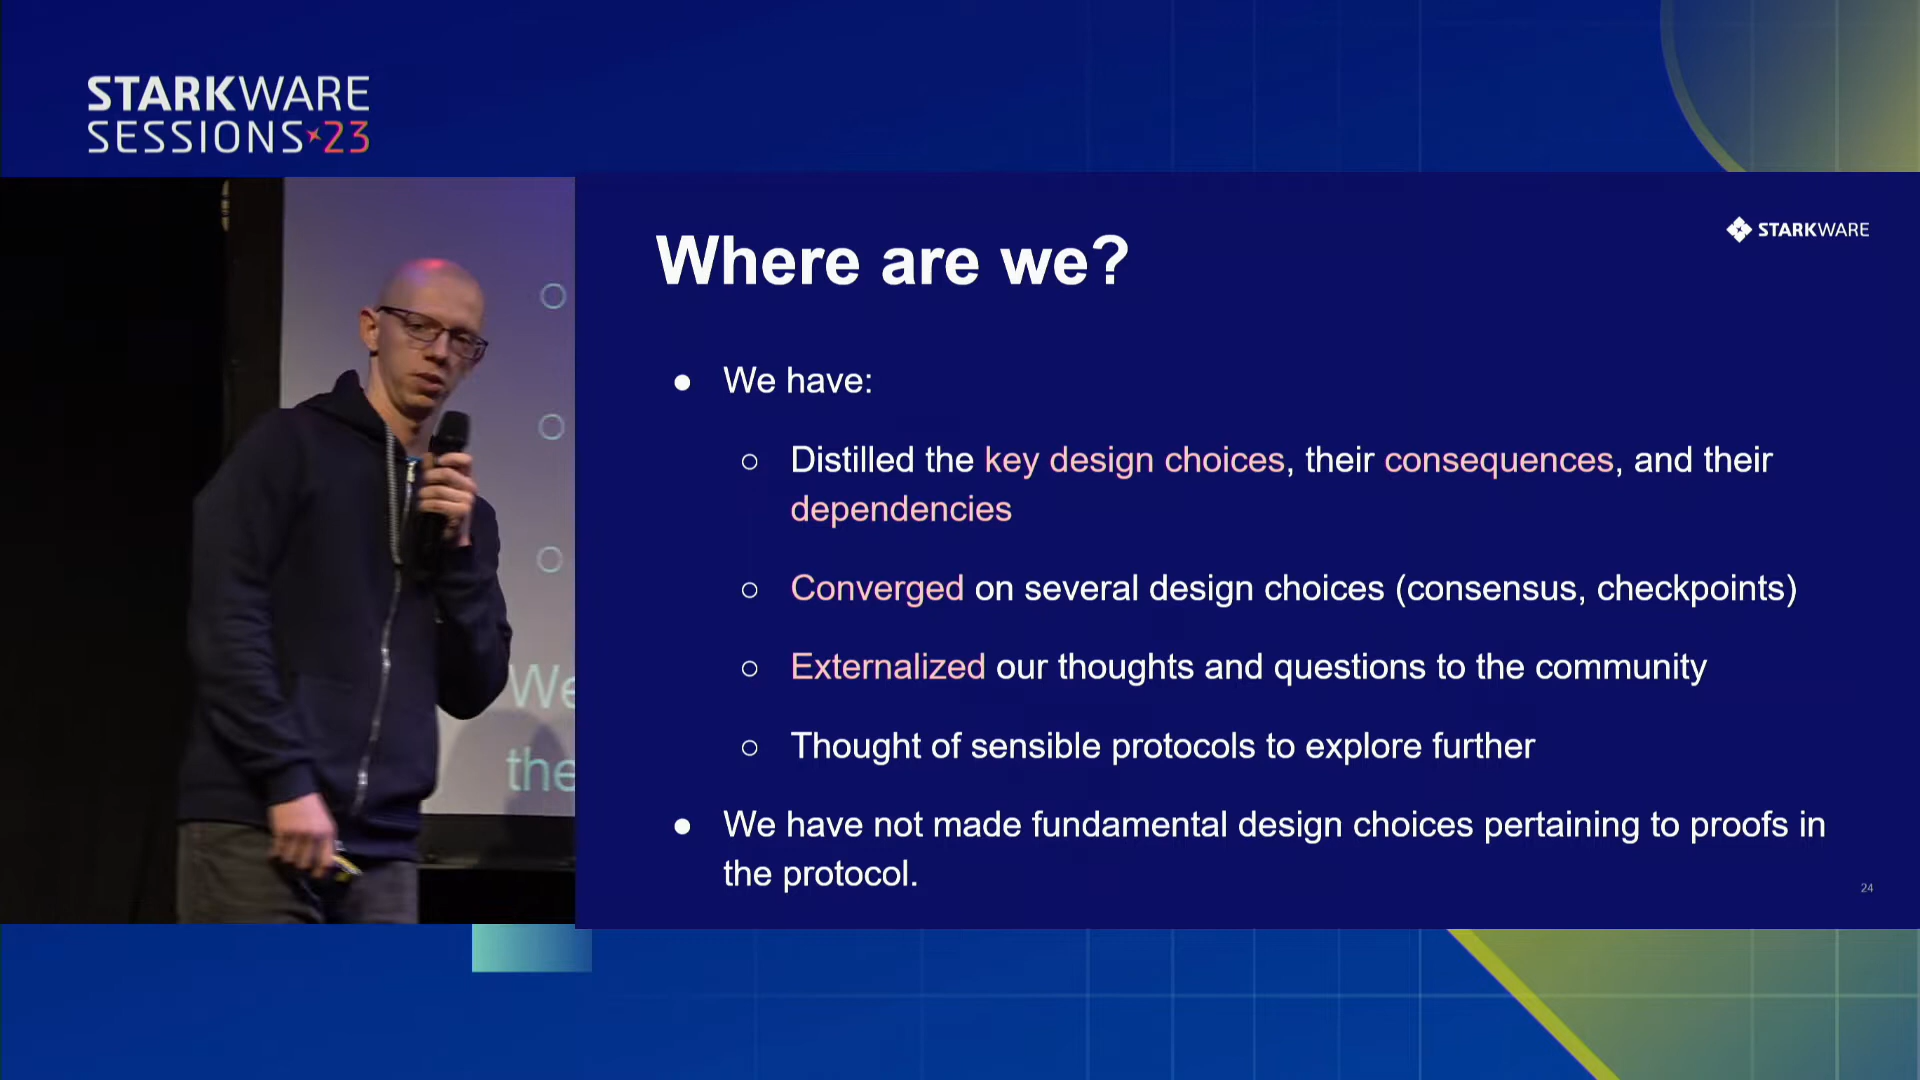 STARKWARE
SESSIONS 23
STARKWARE
Where are we?
We have:
Distilled the key design choices, their consequences, and their
dependencies
Converged on several design choices (consensus, checkpoints)
Externalized our thoughts and questions to the community
Thought of sensible protocols to explore further
We have not made fundamental design choices pertaining to proofs in
the protocol.
24
We
the